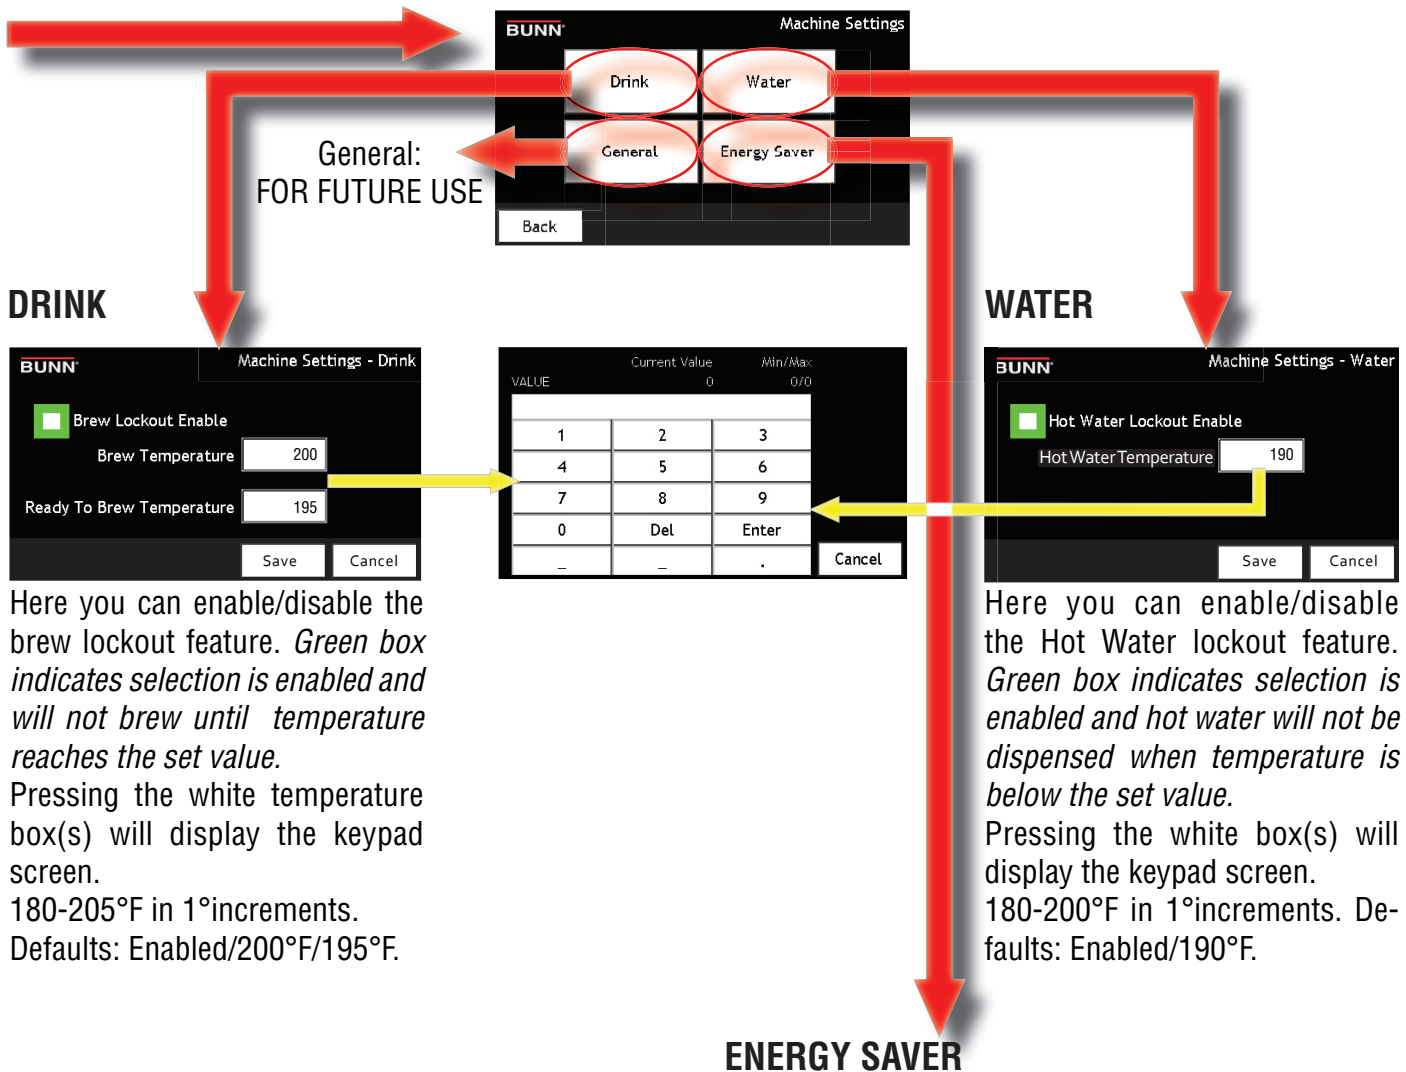 BUNN
Machine Settings
Drink
Water
General
Energy Saver
Back
General:
FOR FUTURE USE
DRINK
BUNN
Machine Settings - Drink
Brew Lockout Enable
Brew Temperature
200
Ready To Brew Temperature
195
Save
Cancel
Here you can enable/disable the
brew lockout feature. Green box
indicates selection is enabled and
will not brew until temperature
reaches the set value.
Pressing the white temperature
box(s) will display the keypad
screen.
180-205°F in 1°increments.
Defaults: Enabled/200°F/195°F.
Current Value
Min/Max
VALUE
0
0/0
1 2 3
4 5 6
7 8 9
0 Del Enter
_ _ .
Cancel
WATER
BUNN
Machine Settings - Water
Hot Water Lockout Enable
Hot Water Temperature
190
Save
Cancel
Here you can enable/disable
the Hot Water lockout feature.
Green box indicates selection is
enabled and hot water will not be
dispensed when temperature is
below the set value.
Pressing the white box(s) will
display the keypad screen.
180-200°F in 1°increments. De-
faults: Enabled/190°F.
ENERGY SAVER